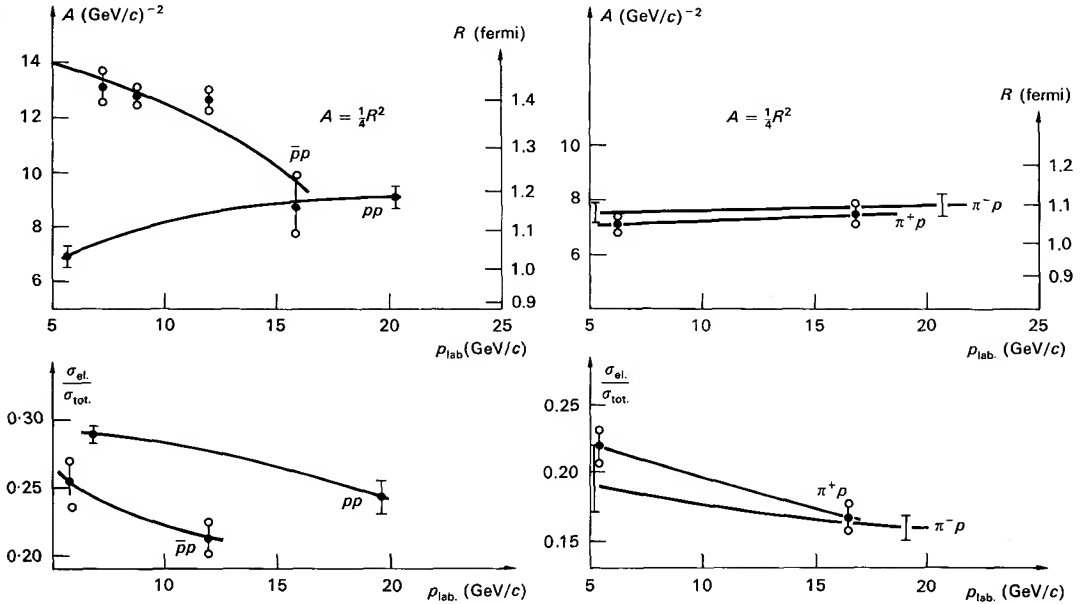 A (GeV/c)⁻²
R (fermi)
14
12
10
8
6
1.4
1.3
1.2
1.1
1.0
0.9
A = ¼R²
p̄p
pp
5
10
15
20
25
p_lab (GeV/c)
A (GeV/c)⁻²
R (fermi)
10
8
6
1.2
1.1
1.0
0.9
A = ¼R²
π⁻p
π⁺p
5
10
15
20
25
p_lab. (GeV/c)
σ_el.
σ_tot.
0·30
0·25
0·20
pp
p̄p
5
10
15
20
p_lab. (GeV/c)
σ_el.
σ_tot.
0.25
0.20
0.15
π⁺p
π⁻p
5
10
15
20
p_lab. (GeV/c)